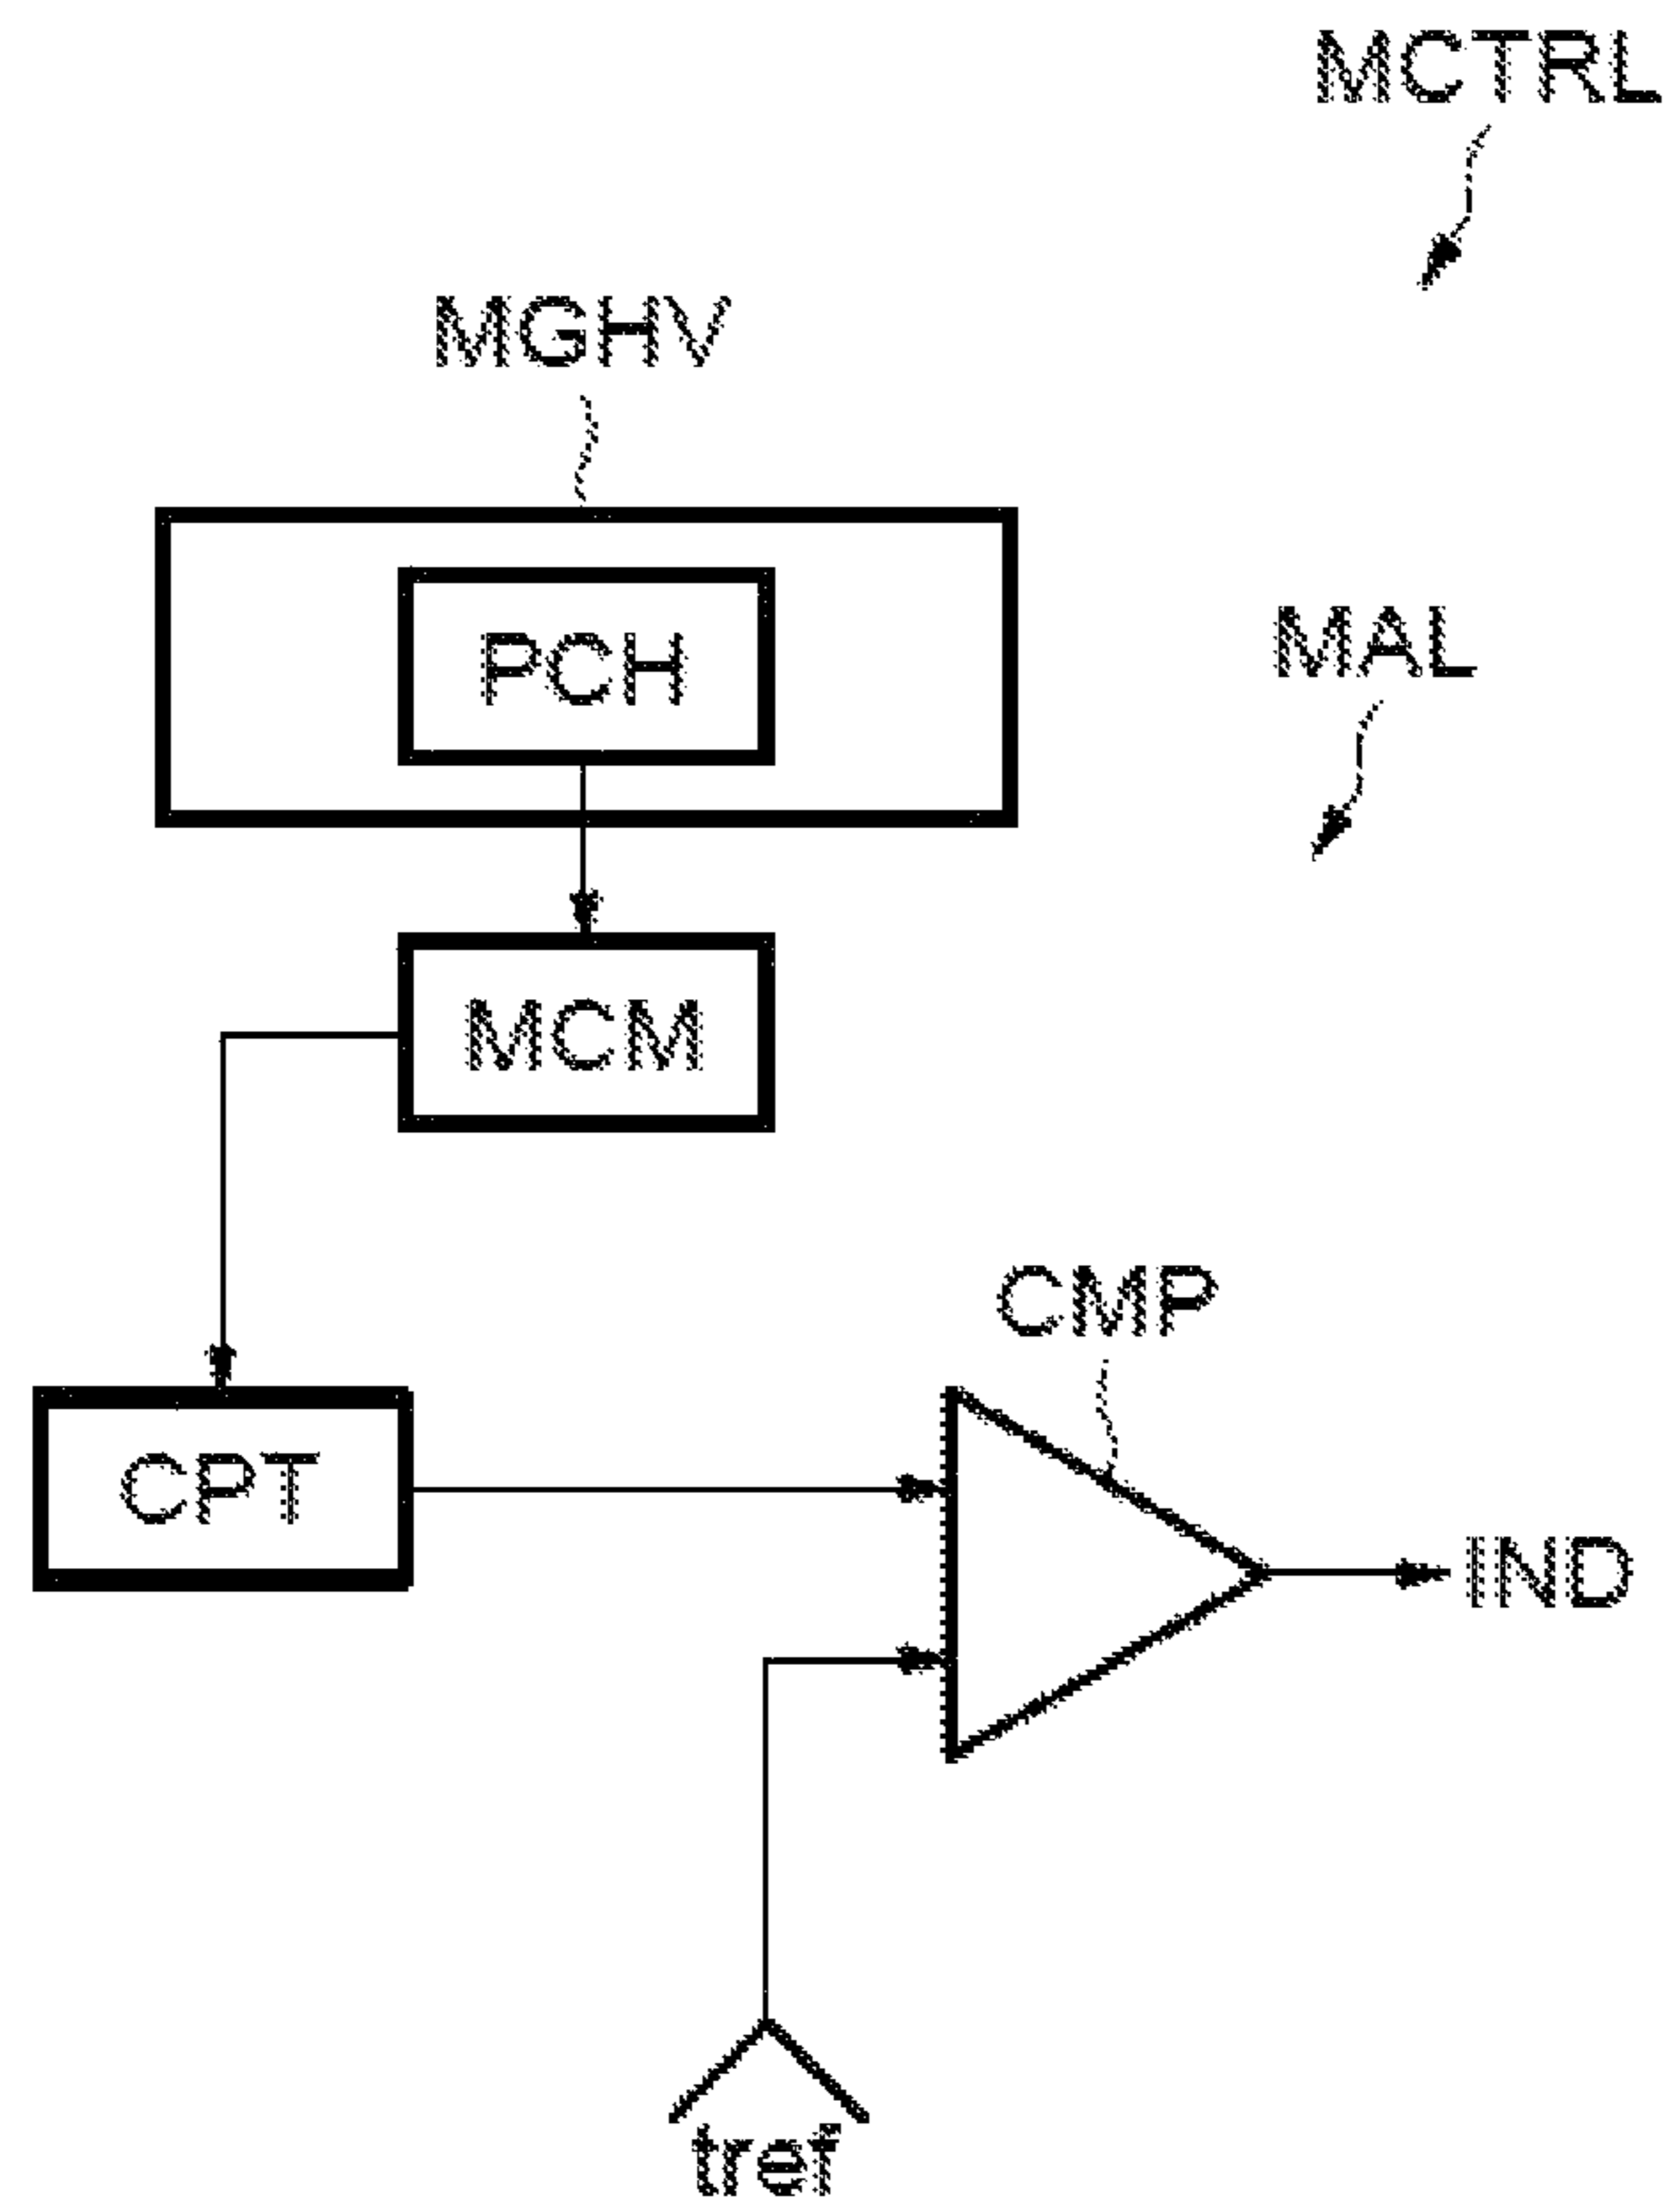 MCTRL
MGHV
PCH
MAL
MCM
CMP
CPT
IND
tref